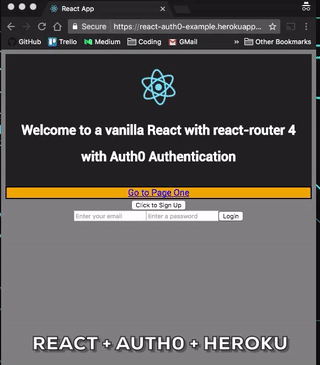 React App
Secure https://react-auth0-example.herokuapp...
GitHub Trello Medium Coding GMail » Other Bookmarks
Welcome to a vanilla React with react-router 4
with Auth0 Authentication
Go to Page One
Click to Sign Up
Enter your email Enter a password Login
REACT + AUTH0 + HEROKU